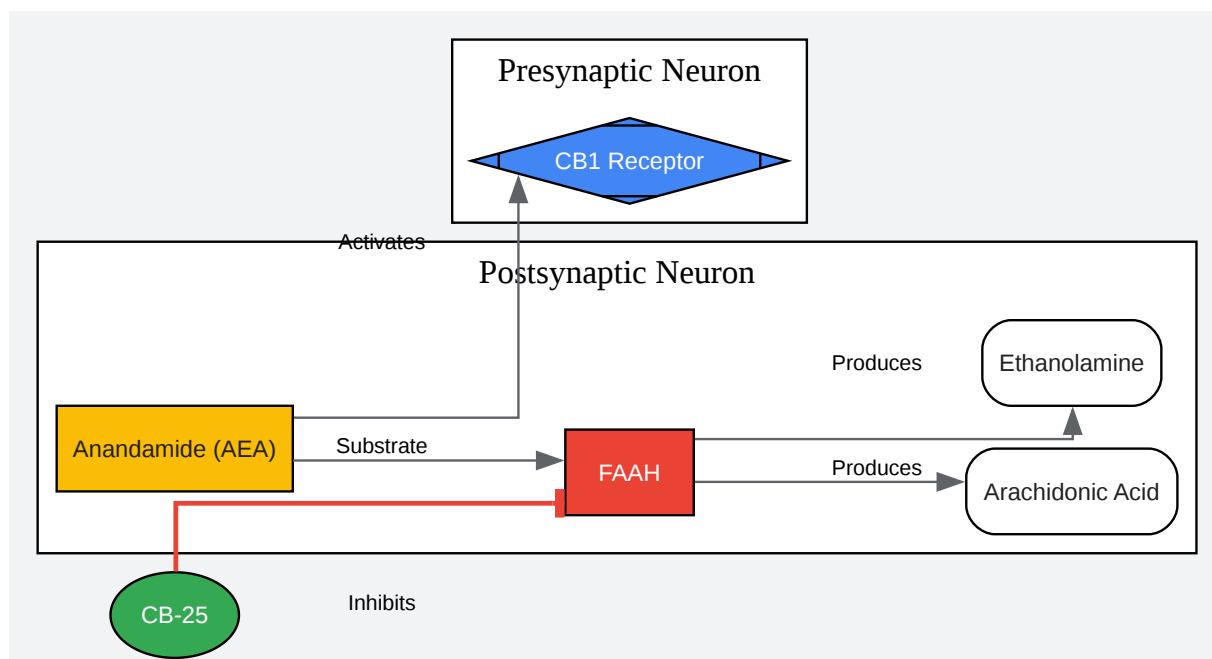 Presynaptic Neuron
CB1 Receptor
Activates
Postsynaptic Neuron
Produces
Ethanolamine
Anandamide (AEA)
Substrate
FAAH
Produces
Arachidonic Acid
CB-25
Inhibits